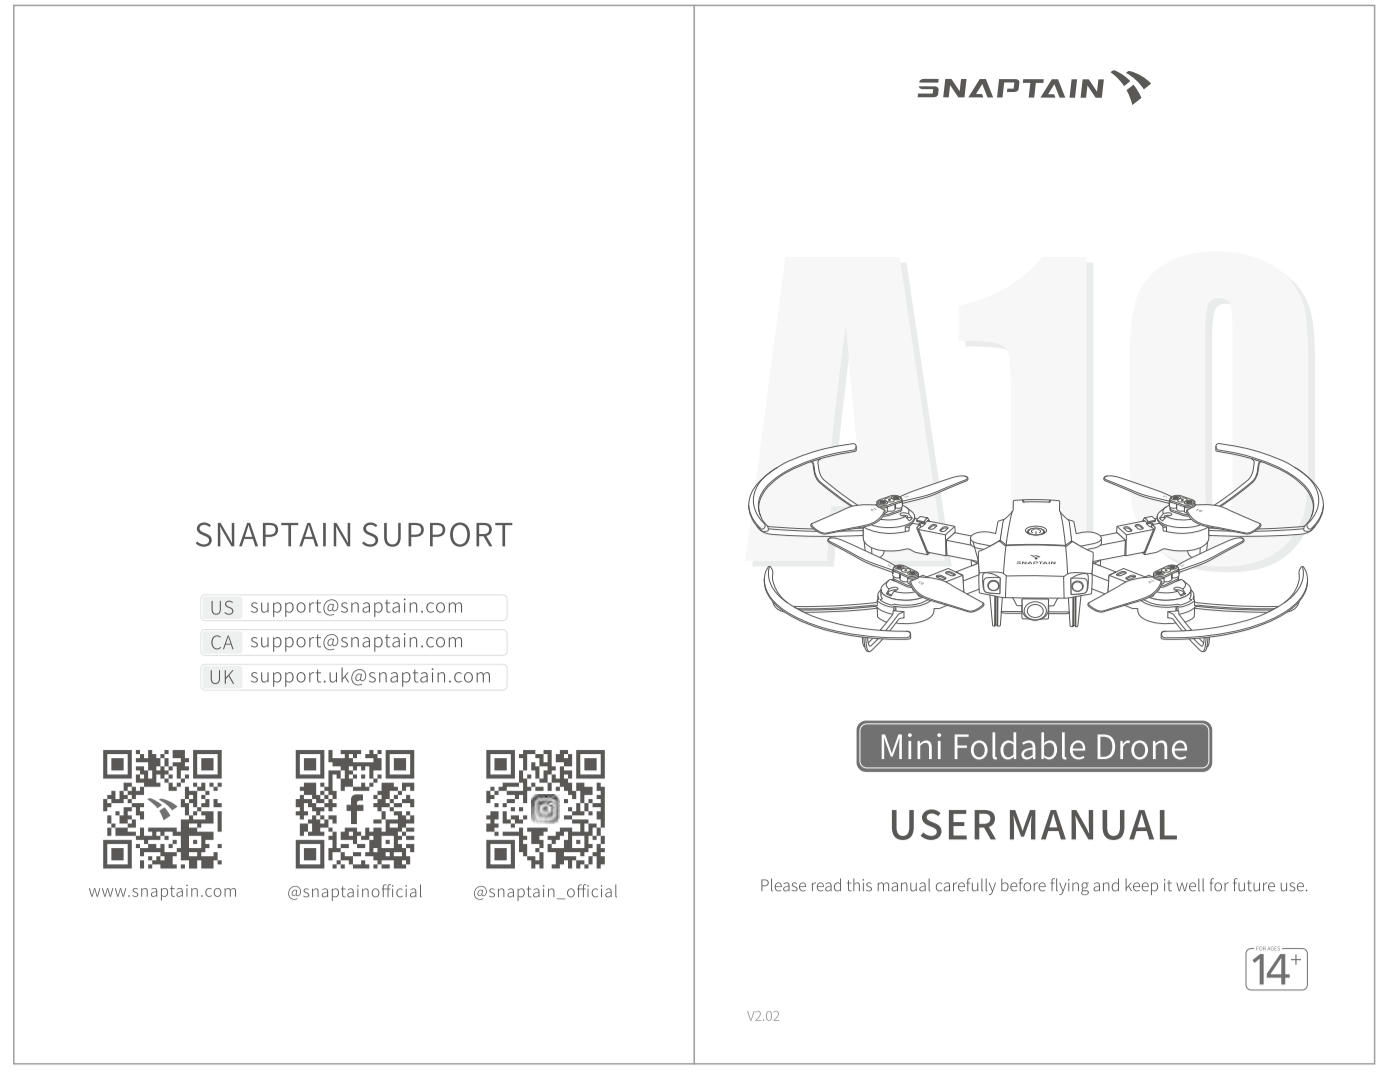 SNAPTAIN SUPPORT
US support@snaptain.com
CA support@snaptain.com
UK support.uk@snaptain.com
www.snaptain.com
@snaptainofficial
@snaptain_official
SNAPTAIN
A10
SNAPTAIN
Mini Foldable Drone
USER MANUAL
Please read this manual carefully before flying and keep it well for future use.
FOR AGES
14+
V2.02